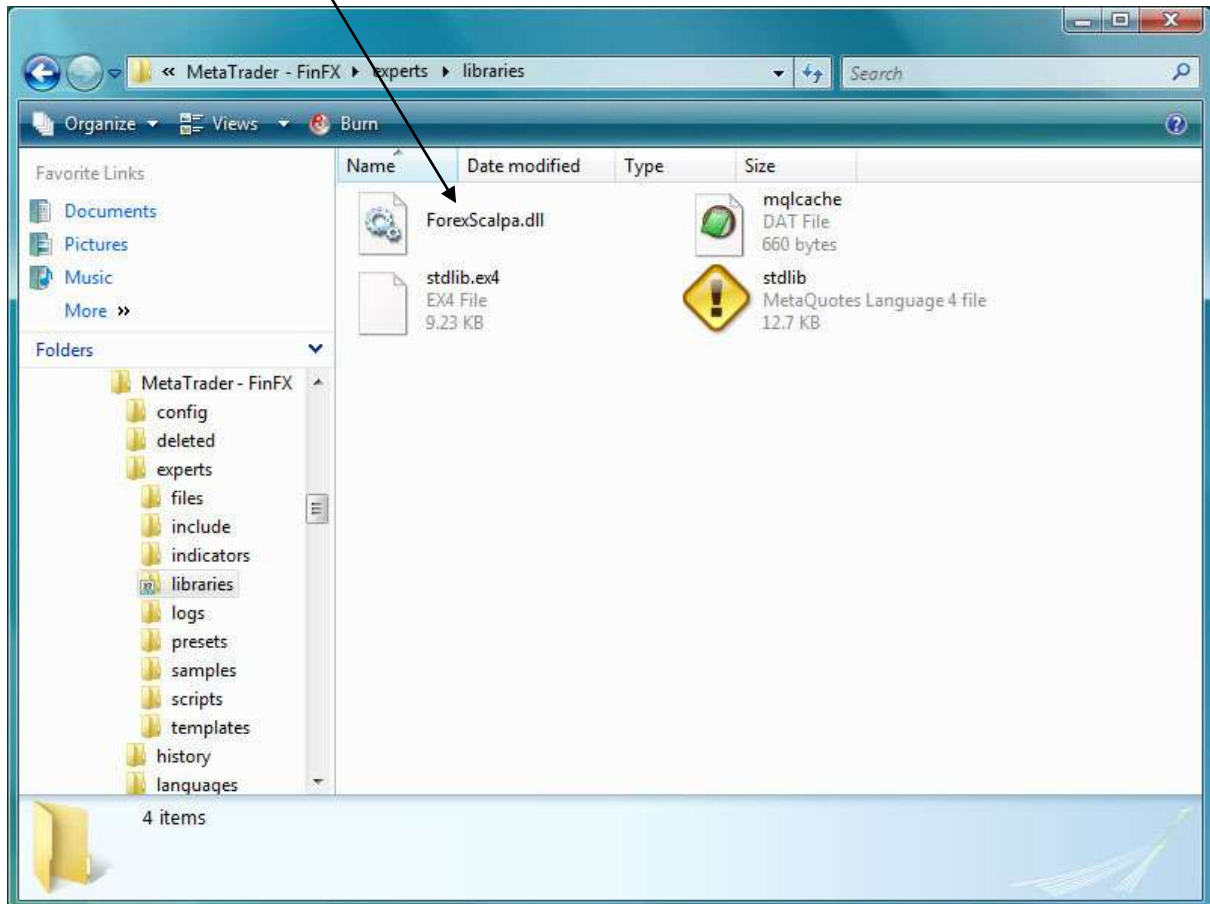 « MetaTrader - FinFX ▸ experts ▸ libraries
Search
Organize Views Burn
Favorite Links
Documents
Pictures
Music
More »
Folders
MetaTrader - FinFX
config
deleted
experts
files
include
indicators
libraries
logs
presets
samples
scripts
templates
history
languages
Name Date modified Type Size
ForexScalpa.dll
mqlcache
DAT File
660 bytes
stdlib.ex4
EX4 File
9.23 KB
stdlib
MetaQuotes Language 4 file
12.7 KB
4 items